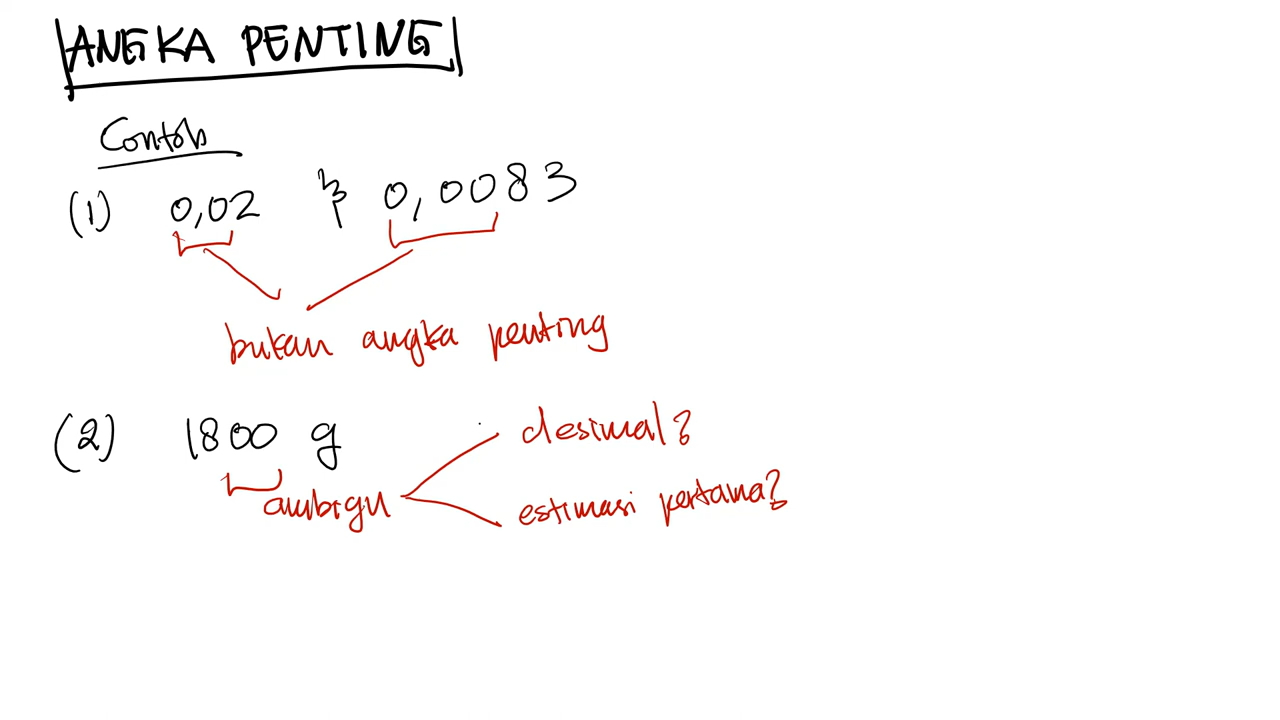 ANGKA PENTING
Contoh
(1) 0,02 & 0,0083
bukan angka penting
(2) 1800 g
desimal?
ambigu
estimasi pertama?